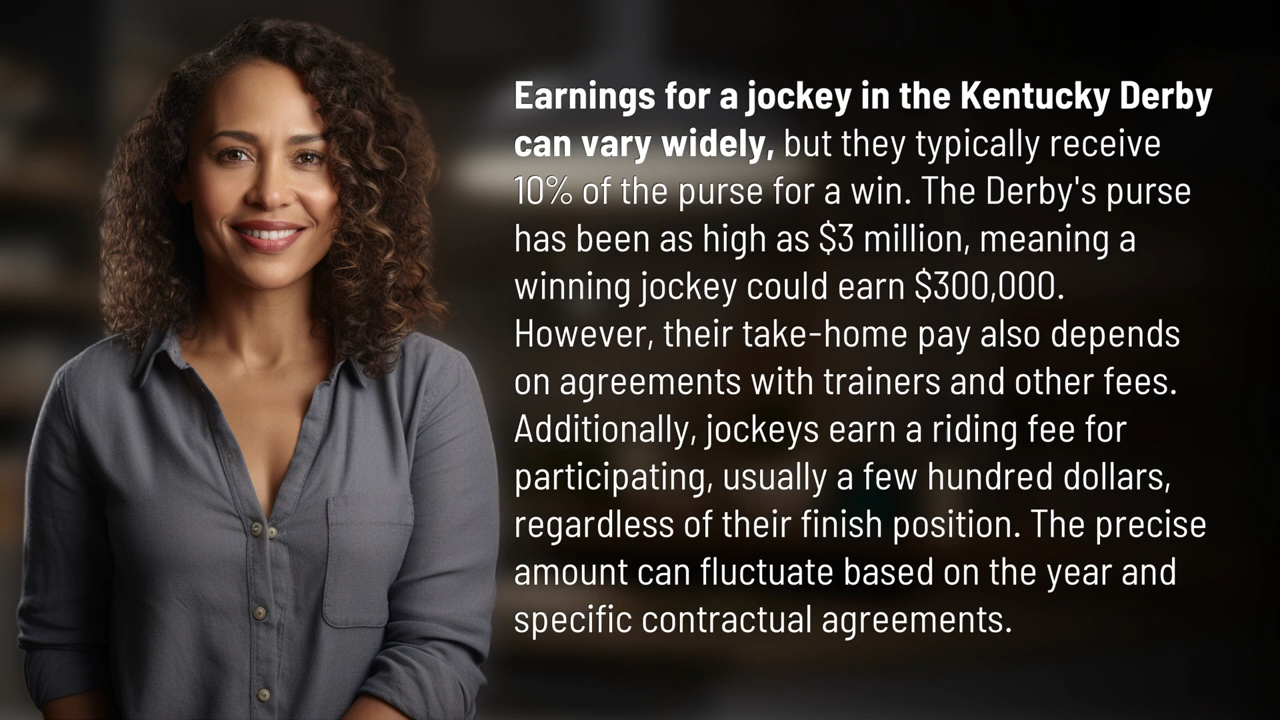 Earnings for a jockey in the Kentucky Derby
can vary widely, but they typically receive
10% of the purse for a win. The Derby's purse
has been as high as $3 million, meaning a
winning jockey could earn $300,000.
However, their take-home pay also depends
on agreements with trainers and other fees.
Additionally, jockeys earn a riding fee for
participating, usually a few hundred dollars,
regardless of their finish position. The precise
amount can fluctuate based on the year and
specific contractual agreements.